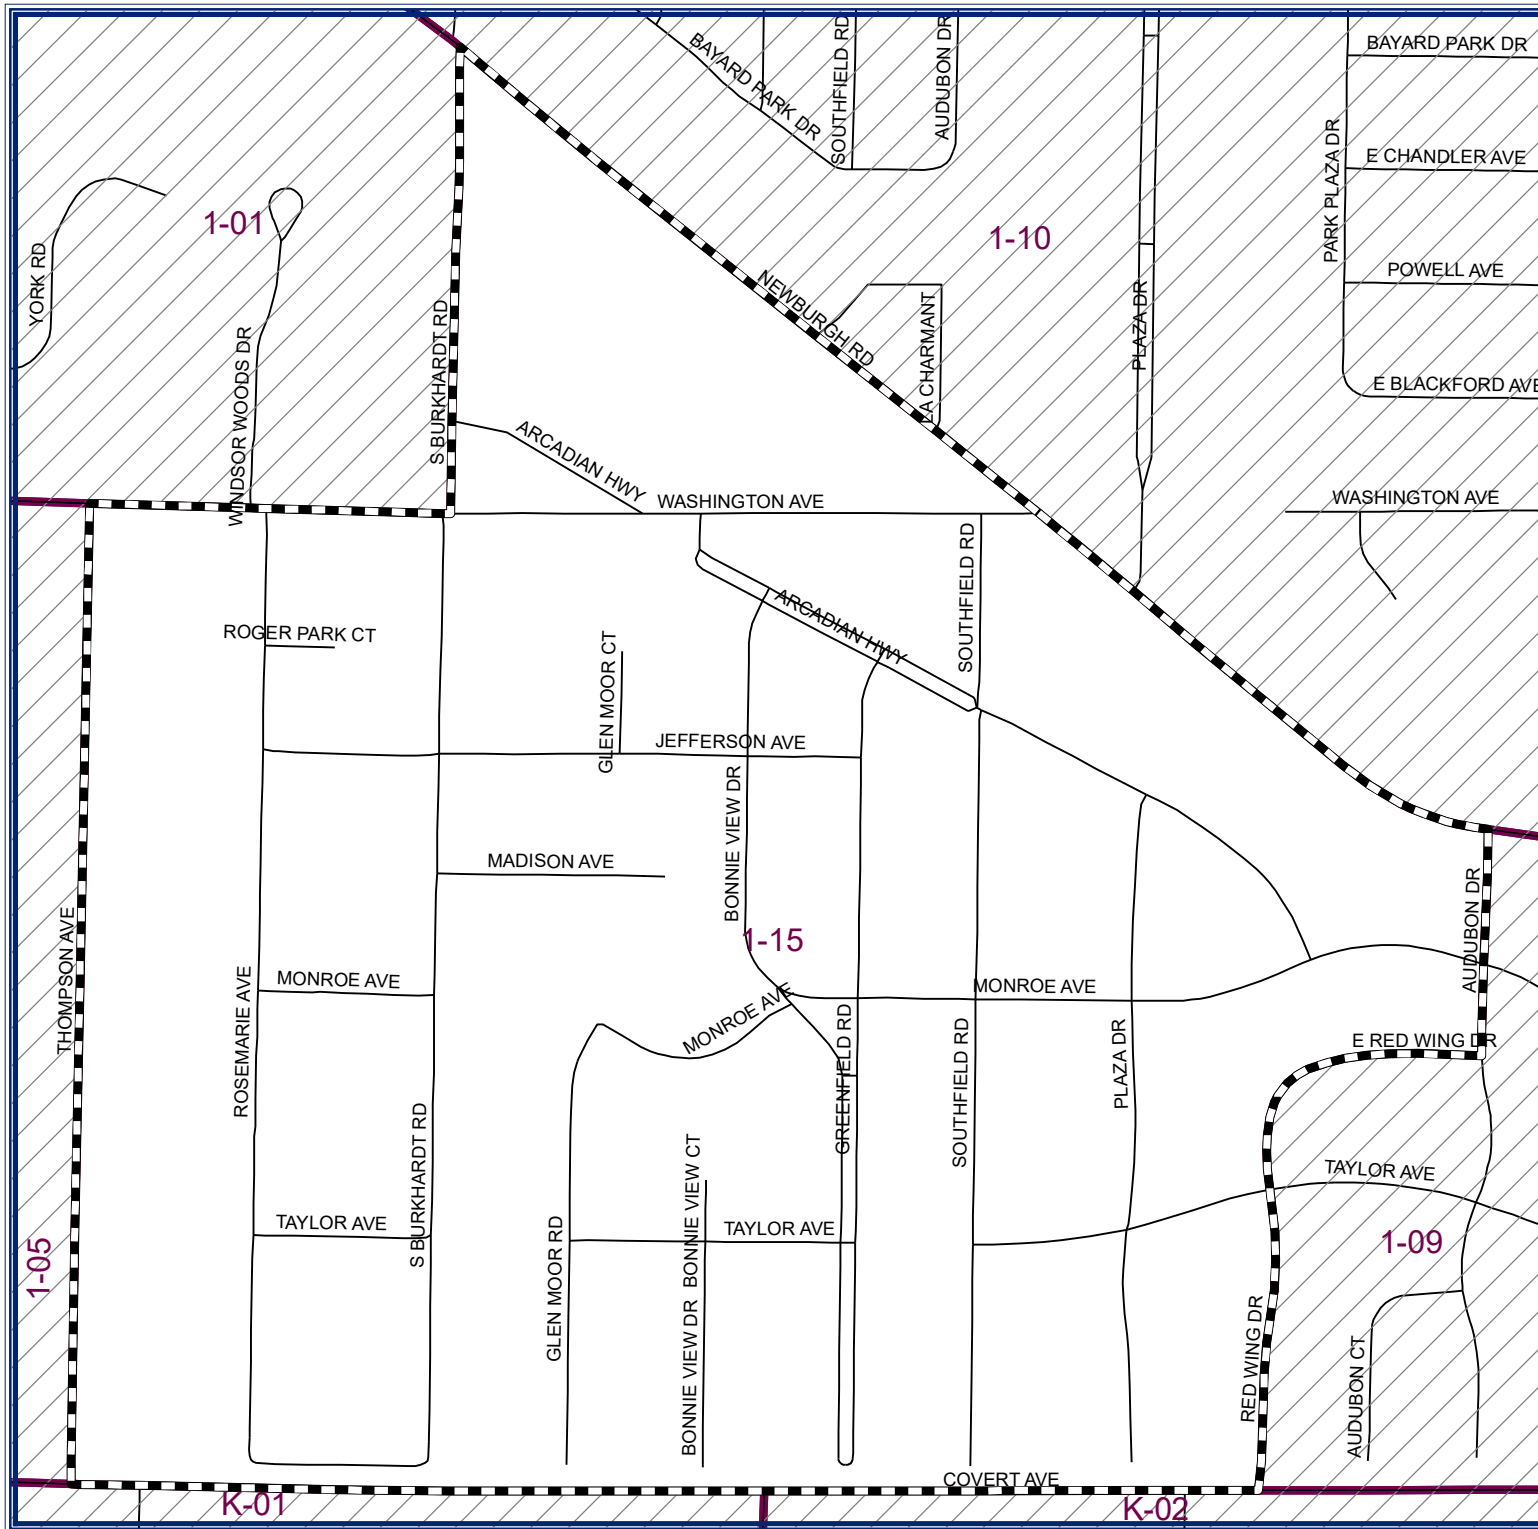 BAYARD PARK DR
SOUTHFIELD RD
AUDUBON DR
BAYARD PARK DR
PARK PLAZA DR
E CHANDLER AVE
1-01
1-10
YORK RD
POWELL AVE
NEWBURGH RD
PLAZA DR
LA CHARMANT
WINDSOR WOODS DR
S BURKHARDT RD
E BLACKFORD AVE
ARCADIAN HWY
WASHINGTON AVE
WASHINGTON AVE
SOUTHFIELD RD
ARCADIAN HWY
ROGER PARK CT
GLEN MOOR CT
JEFFERSON AVE
BONNIE VIEW DR
MADISON AVE
AUDUBON DR
THOMPSON AVE
1-15
MONROE AVE
MONROE AVE
MONROE AVE
ROSEMARIE AVE
GREENFIELD RD
SOUTHFIELD RD
PLAZA DR
E RED WING DR
S BURKHARDT RD
BONNIE VIEW CT
TAYLOR AVE
TAYLOR AVE
TAYLOR AVE
1-05
1-09
GLEN MOOR RD
BONNIE VIEW DR
RED WING DR
AUDUBON CT
COVERT AVE
K-01
K-02